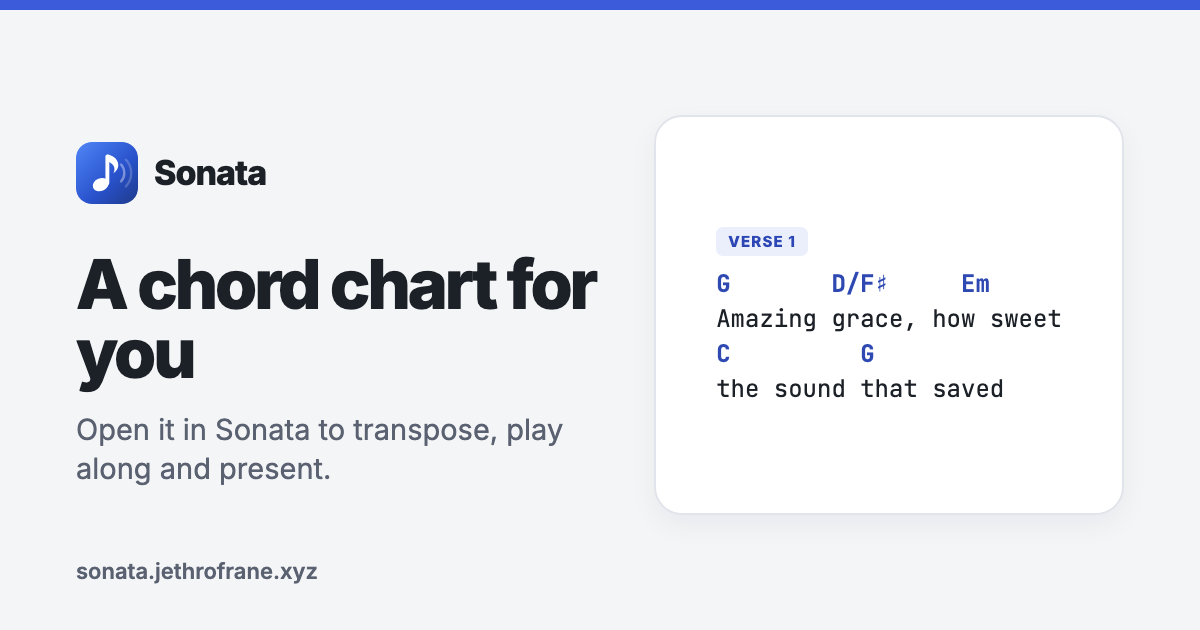 Sonata
A chord chart for
you
Open it in Sonata to transpose, play
along and present.
sonata.jethrofrane.xyz
VERSE 1
G       D/F♯     Em
Amazing grace, how sweet
C         G
the sound that saved